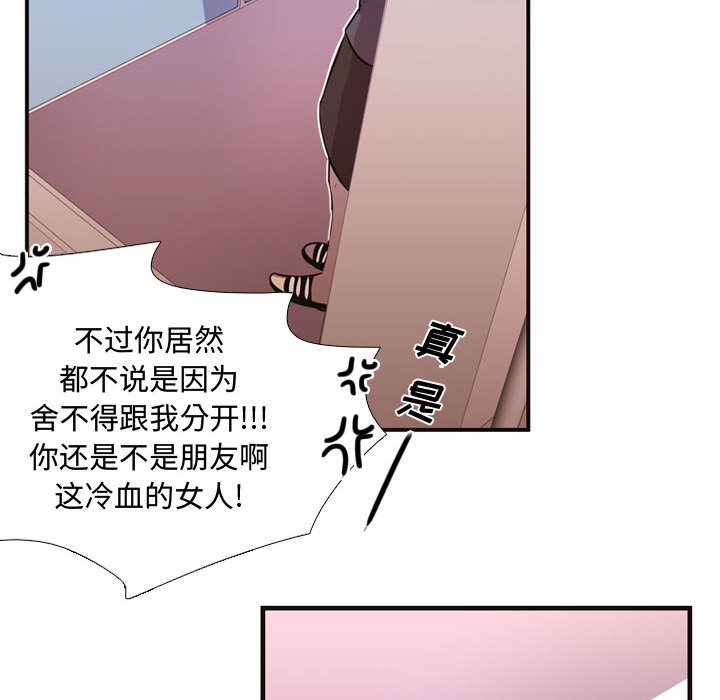 不过你居然
都不说是因为
舍不得跟我分开!!!
你还是不是朋友啊
这冷血的女人!
真是